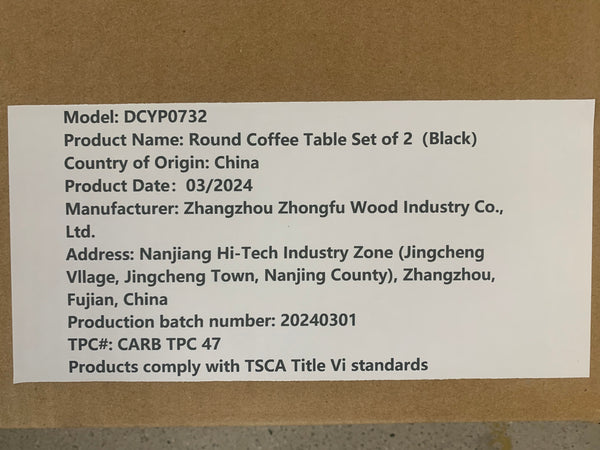 Model: DCYP0732
Product Name: Round Coffee Table Set of 2 (Black)
Country of Origin: China
Product Date: 03/2024
Manufacturer: Zhangzhou Zhongfu Wood Industry Co.,
Ltd.
Address: Nanjiang Hi-Tech Industry Zone (Jingcheng
Vllage, Jingcheng Town, Nanjing County), Zhangzhou,
Fujian, China
Production batch number: 20240301
TPC#: CARB TPC 47
Products comply with TSCA Title Vi standards